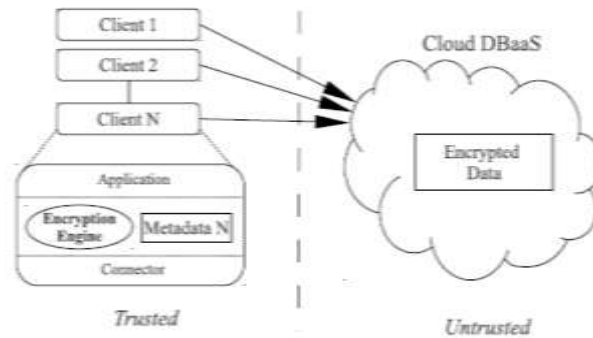 Client 1
Client 2
Client N
Application
Encryption
Engine
Metadata N
Connector
Trusted
Cloud DBaaS
Encrypted
Data
Untrusted